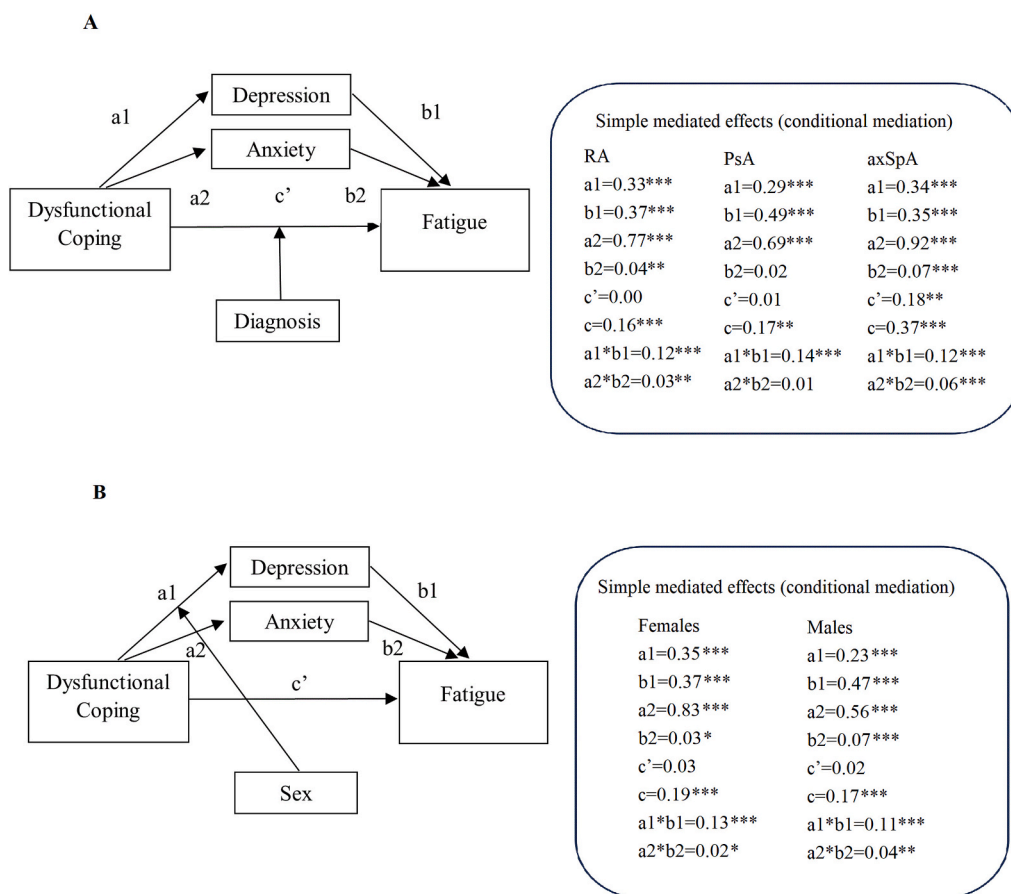 A
Depression
a1
b1
Anxiety
a2
c’
b2
Dysfunctional
Coping
Fatigue
Diagnosis
Simple mediated effects (conditional mediation)
RA PsA axSpA
a1=0.33*** a1=0.29*** a1=0.34***
b1=0.37*** b1=0.49*** b1=0.35***
a2=0.77*** a2=0.69*** a2=0.92***
b2=0.04** b2=0.02 b2=0.07***
c’=0.00 c’=0.01 c’=0.18**
c=0.16*** c=0.17** c=0.37***
a1*b1=0.12*** a1*b1=0.14*** a1*b1=0.12***
a2*b2=0.03** a2*b2=0.01 a2*b2=0.06***
B
Depression
a1
b1
Anxiety
a2
b2
Dysfunctional
Coping
c’
Fatigue
Sex
Simple mediated effects (conditional mediation)
Females Males
a1=0.35*** a1=0.23***
b1=0.37*** b1=0.47***
a2=0.83*** a2=0.56***
b2=0.03* b2=0.07***
c’=0.03 c’=0.02
c=0.19*** c=0.17***
a1*b1=0.13*** a1*b1=0.11***
a2*b2=0.02* a2*b2=0.04**